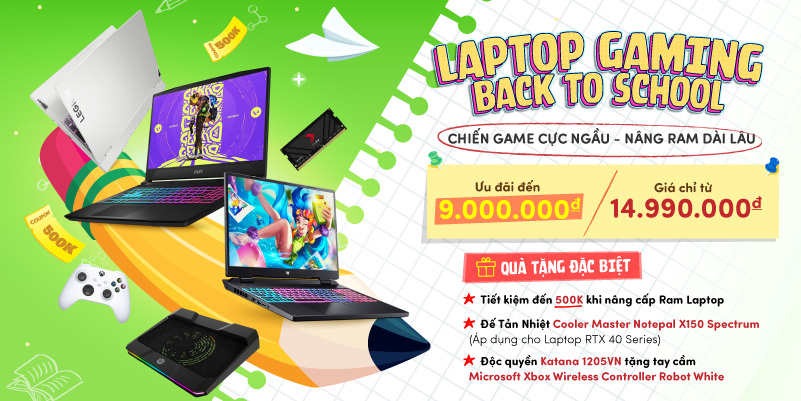 LAPTOP GAMING
BACK TO SCHOOL
CHIẾN GAME CỰC NGẦU - NÂNG RAM DÀI LÂU
Ưu đãi đến
9.000.000đ
Giá chỉ từ
14.990.000đ
QUÀ TẶNG ĐẶC BIỆT
Tiết kiệm đến 500K khi nâng cấp Ram Laptop
Đế Tản Nhiệt Cooler Master Notepal X150 Spectrum
(Áp dụng cho Laptop RTX 40 Series)
Độc quyền Katana 1205VN tặng tay cầm
Microsoft Xbox Wireless Controller Robot White
COUPON
500K
COUPON
500K
LEGION
msi